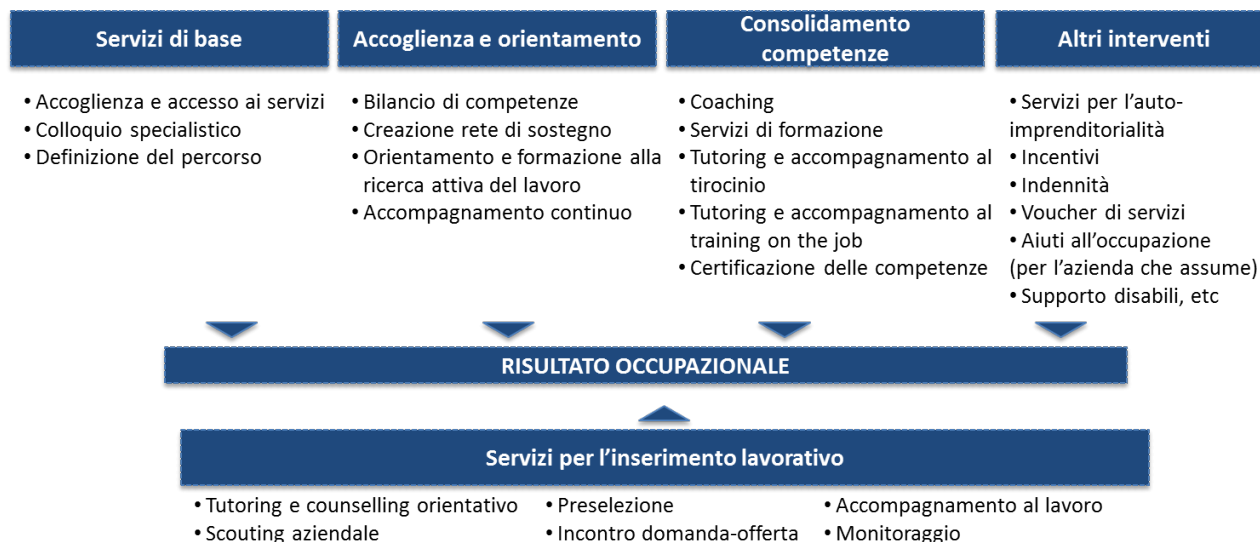 Servizi di base
• Accoglienza e accesso ai servizi
• Colloquio specialistico
• Definizione del percorso
Accoglienza e orientamento
• Bilancio di competenze
• Creazione rete di sostegno
• Orientamento e formazione alla
ricerca attiva del lavoro
• Accompagnamento continuo
Consolidamento
competenze
• Coaching
• Servizi di formazione
• Tutoring e accompagnamento al
tirocinio
• Tutoring e accompagnamento al
training on the job
• Certificazione delle competenze
Altri interventi
• Servizi per l’auto-
imprenditorialità
• Incentivi
• Indennità
• Voucher di servizi
• Aiuti all’occupazione
(per l’azienda che assume)
• Supporto disabili, etc
RISULTATO OCCUPAZIONALE
Servizi per l’inserimento lavorativo
• Tutoring e counselling orientativo
• Scouting aziendale
• Preselezione
• Incontro domanda-offerta
• Accompagnamento al lavoro
• Monitoraggio